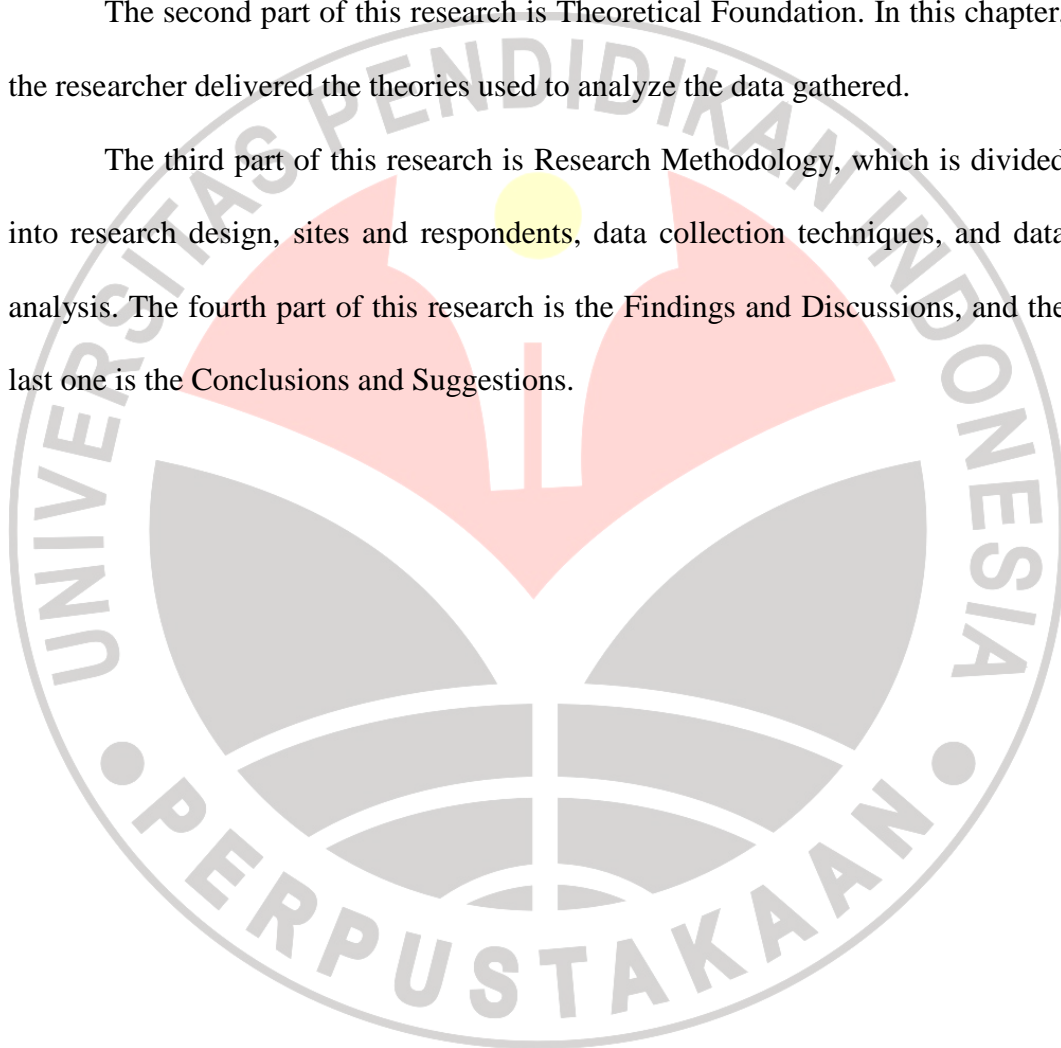 The second part of this research is Theoretical Foundation. In this chapter,
the researcher delivered the theories used to analyze the data gathered.
The third part of this research is Research Methodology, which is divided
into research design, sites and respondents, data collection techniques, and data
analysis. The fourth part of this research is the Findings and Discussions, and the
last one is the Conclusions and Suggestions.
UNIVERSITAS PENDIDIKAN INDONESIA
PERPUSTAKAAN